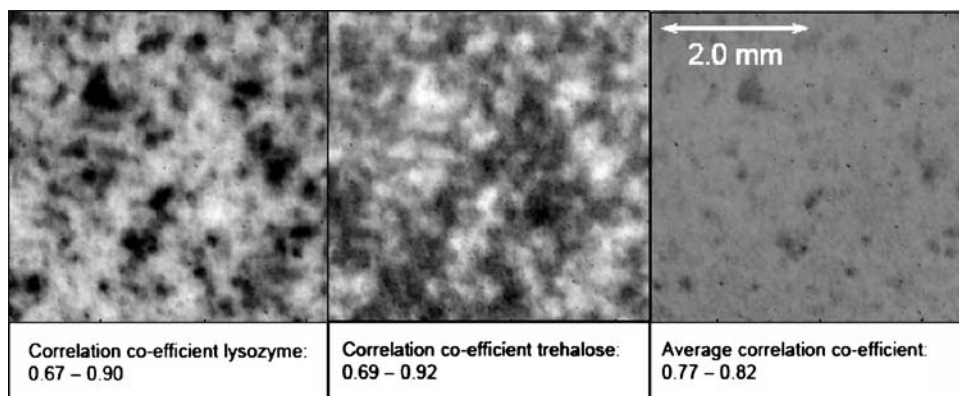 2.0 mm
Correlation co-efficient lysozyme:
0.67 – 0.90
Correlation co-efficient trehalose:
0.69 – 0.92
Average correlation co-efficient:
0.77 – 0.82